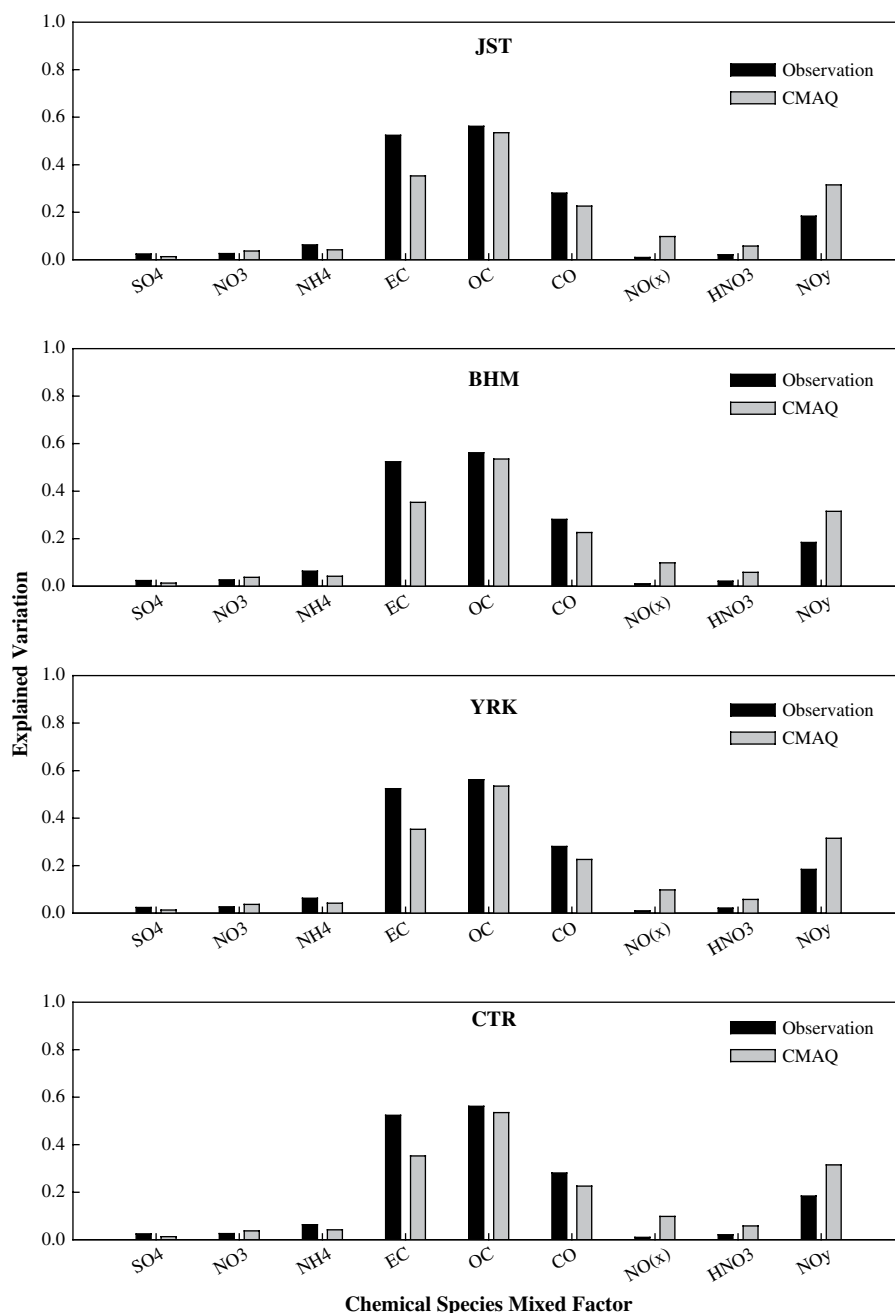 Explained Variation
JST
Observation
CMAQ
1.0
0.8
0.6
0.4
0.2
0.0
SO4 NO3 NH4 EC OC CO NO(x) HNO3 NOy
BHM
Observation
CMAQ
1.0
0.8
0.6
0.4
0.2
0.0
SO4 NO3 NH4 EC OC CO NO(x) HNO3 NOy
YRK
Observation
CMAQ
1.0
0.8
0.6
0.4
0.2
0.0
SO4 NO3 NH4 EC OC CO NO(x) HNO3 NOy
CTR
Observation
CMAQ
1.0
0.8
0.6
0.4
0.2
0.0
SO4 NO3 NH4 EC OC CO NO(x) HNO3 NOy
Chemical Species Mixed Factor